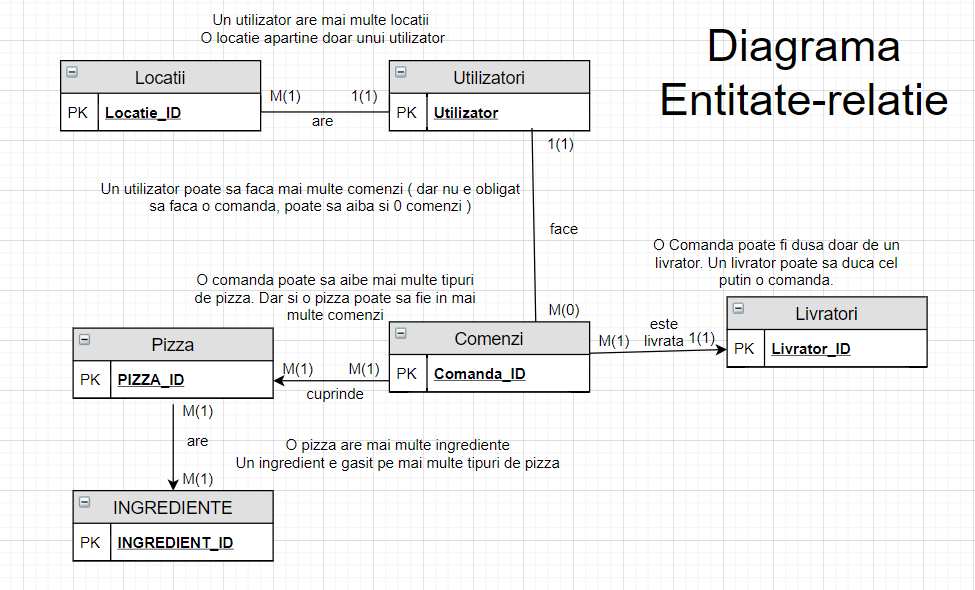 Un utilizator are mai multe locatii
O locatie apartine doar unui utilizator
Diagrama
Entitate-relatie
Locatii
PK Locatie_ID
M(1) 1(1)
are
Utilizatori
PK Utilizator
1(1)
Un utilizator poate sa faca mai multe comenzi ( dar nu e obligat
sa faca o comanda, poate sa aiba si 0 comenzi )
face
M(0)
O Comanda poate fi dusa doar de un
livrator. Un livrator poate sa duca cel
putin o comanda.
O comanda poate sa aibe mai multe tipuri
de pizza. Dar si o pizza poate sa fie in mai
multe comenzi
Comenzi
PK Comanda_ID
este
M(1) livrata 1(1)
Livratori
PK Livrator_ID
Pizza
PK PIZZA_ID
M(1) M(1)
cuprinde
M(1)
are
M(1)
O pizza are mai multe ingrediente
Un ingredient e gasit pe mai multe tipuri de pizza
INGREDIENTE
PK INGREDIENT_ID